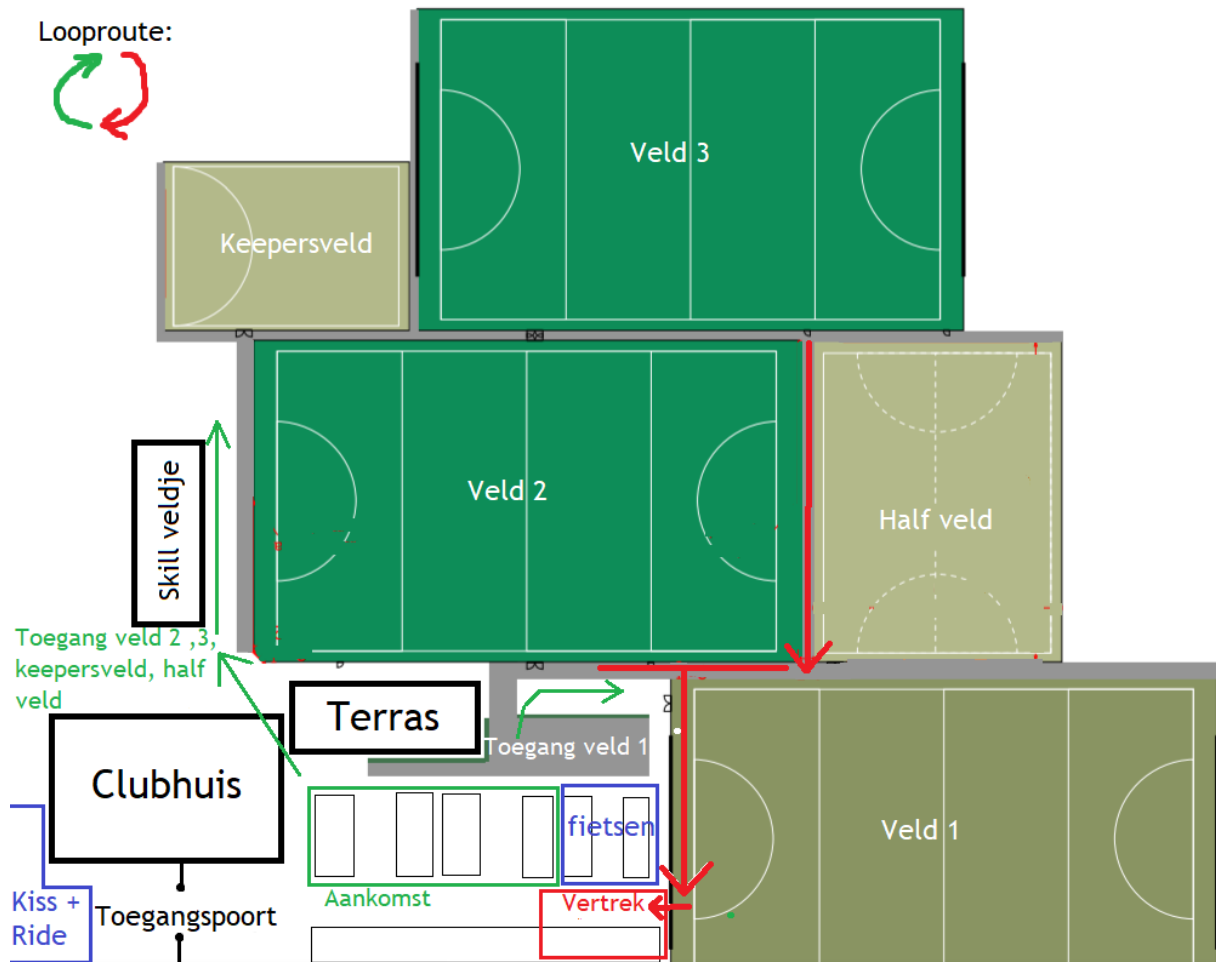 Looproute:
Veld 3
Keepersveld
Veld 2
Half veld
Skill veldje
Toegang veld 2 ,3,
keepersveld, half
veld
Terras
Toegang veld 1
Clubhuis
fietsen
Veld 1
Aankomst
Vertrek
Kiss +
Ride
Toegangspoort